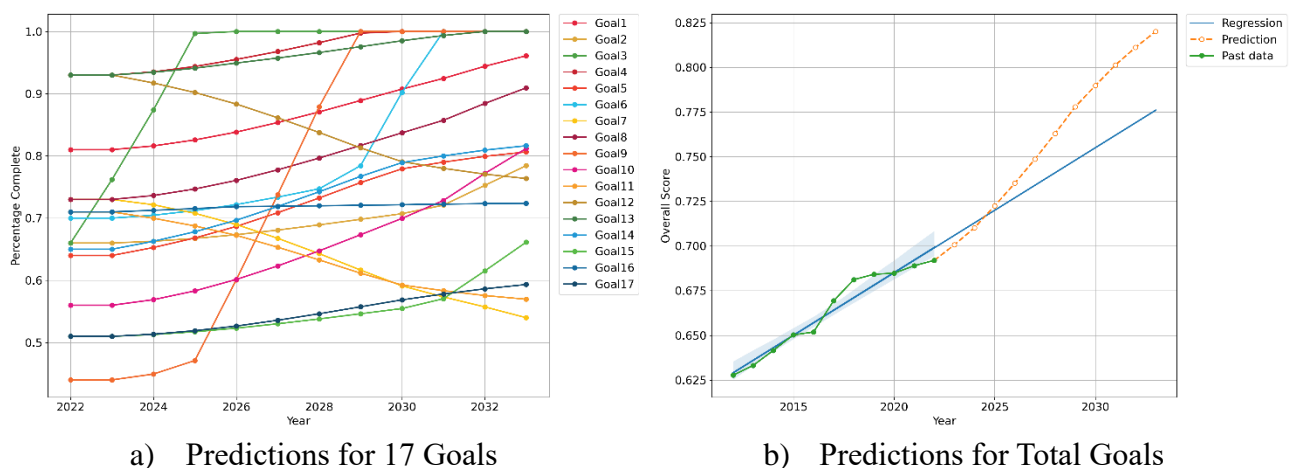 1.0
0.9
0.8
0.7
0.6
0.5
Percentage Complete
2022
2024
2026
2028
2030
2032
Year
Goal1
Goal2
Goal3
Goal4
Goal5
Goal6
Goal7
Goal8
Goal9
Goal10
Goal11
Goal12
Goal13
Goal14
Goal15
Goal16
Goal17
a) Predictions for 17 Goals
0.825
0.800
0.775
0.750
0.725
0.700
0.675
0.650
0.625
Overall Score
2015
2020
2025
2030
Year
Regression
Prediction
Past data
b) Predictions for Total Goals